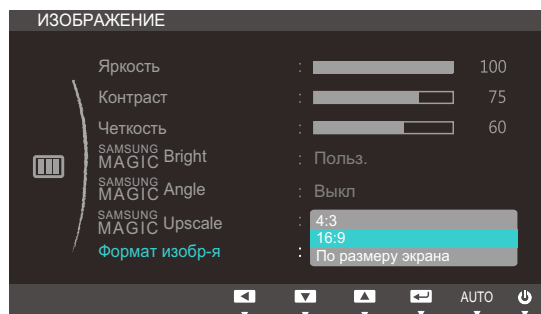 ИЗОБРАЖЕНИЕ
Яркость : 100
Контраст : 75
Четкость : 60
SAMSUNG MAGIC Bright : Польз.
SAMSUNG MAGIC Angle : Выкл
SAMSUNG MAGIC Upscale :
4:3
16:9
Формат изобр-я :
По размеру экрана
AUTO